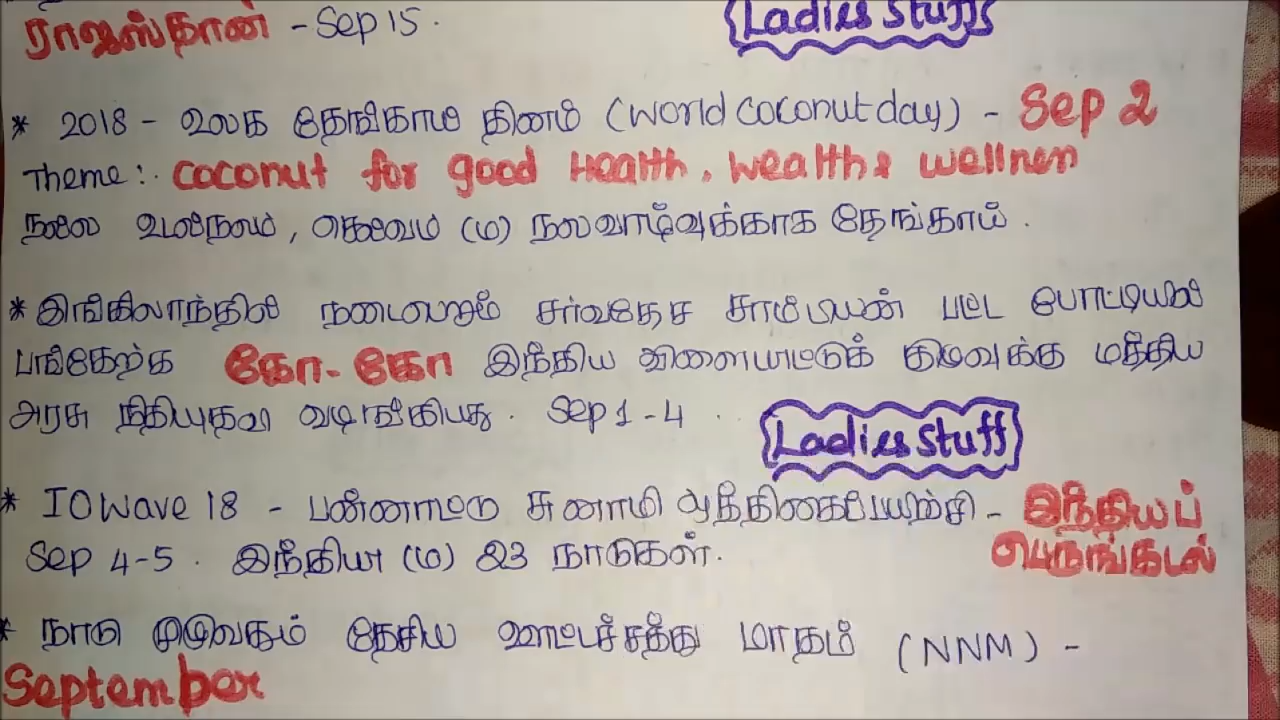 ராஜஸ்தான் - Sep 15.
Ladies Stuff
* 2018 - உலக தேங்காய் தினம் (World coconut day) - Sep 2
Theme:. coconut for good Health, wealth & wellness
நலல உடல்நலம், செல்வம் (ம) நலவாழ்வுக்காக தேங்காய்.
* இங்கிலாந்தில் நடைபெறும் சர்வதேச சாம்பியன் பட்ட போட்டியில்
பங்கேற்க கோ-கோ இந்திய விளையாட்டுக் குழுவுக்கு மத்திய
அரசு நிதியுதவி வழங்கியது. Sep 1-4.
Ladies Stuff
* IOWave 18 - பன்னாட்டு சுனாமி ஒத்திகைப்பயிற்சி - இந்தியப்
Sep 4-5. இந்தியா (ம) 23 நாடுகள். பெருங்கடல்
* நாடு முழுவதும் தேசிய ஊட்டச்சத்து மாதம் (NNM) -
September